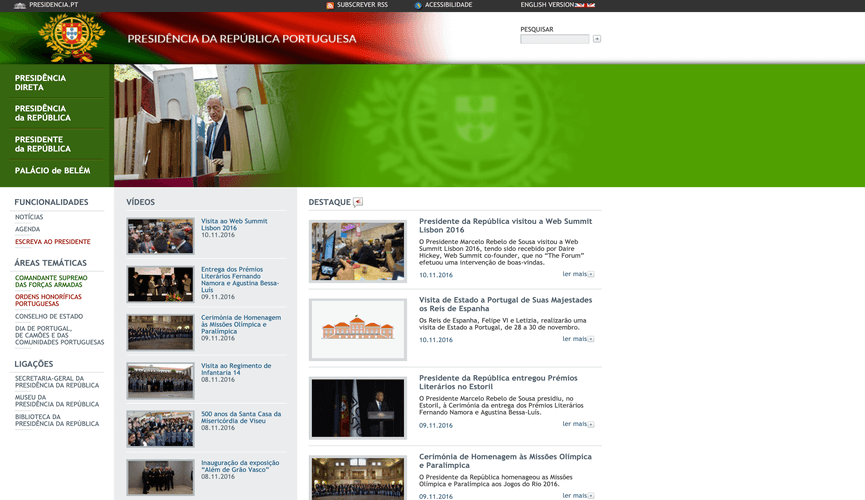 PRESIDENCIA.PT
SUBSCREVER RSS
ACESSIBILIDADE
ENGLISH VERSION
PRESIDÊNCIA DA REPÚBLICA PORTUGUESA
PESQUISAR
PRESIDÊNCIA
DIRETA
PRESIDÊNCIA
da REPÚBLICA
PRESIDENTE
da REPÚBLICA
PALÁCIO de BELÉM
FUNCIONALIDADES
NOTÍCIAS
AGENDA
ESCREVA AO PRESIDENTE
ÁREAS TEMÁTICAS
COMANDANTE SUPREMO
DAS FORÇAS ARMADAS
ORDENS HONORÍFICAS
PORTUGUESAS
CONSELHO DE ESTADO
DIA DE PORTUGAL,
DE CAMÕES E DAS
COMUNIDADES PORTUGUESAS
LIGAÇÕES
SECRETARIA-GERAL DA
PRESIDÊNCIA DA REPÚBLICA
MUSEU DA
PRESIDÊNCIA DA REPÚBLICA
BIBLIOTECA DA
PRESIDÊNCIA DA REPÚBLICA
VÍDEOS
Visita ao Web Summit
Lisbon 2016
10.11.2016
Entrega dos Prémios
Literários Fernando
Namora e Agustina Bessa-
Luís
09.11.2016
Cerimónia de Homenagem
às Missões Olímpica e
Paralímpica
09.11.2016
Visita ao Regimento de
Infantaria 14
08.11.2016
500 anos da Santa Casa da
Misericórdia de Viseu
08.11.2016
Inauguração da exposição
“Além de Grão Vasco”
08.11.2016
DESTAQUE
Presidente da República visitou a Web Summit
Lisbon 2016
O Presidente Marcelo Rebelo de Sousa visitou a Web
Summit Lisbon 2016, tendo sido recebido por Daire
Hickey, Web Summit co-founder, que no “The Forum”
efetuou uma intervenção de boas-vindas.
10.11.2016
ler mais
Visita de Estado a Portugal de Suas Majestades
os Reis de Espanha
Os Reis de Espanha, Felipe VI e Letizia, realizarão uma
visita de Estado a Portugal, de 28 a 30 de novembro.
10.11.2016
ler mais
Presidente da República entregou Prémios
Literários no Estoril
O Presidente Marcelo Rebelo de Sousa presidiu, no
Estoril, à Cerimónia da entrega dos Prémios Literários
Fernando Namora e Agustina Bessa-Luís.
09.11.2016
ler mais
Cerimónia de Homenagem às Missões Olímpica
e Paralímpica
O Presidente da República homenageou as Missões
Olímpica e Paralímpica aos Jogos do Rio 2016.
09.11.2016
ler mais